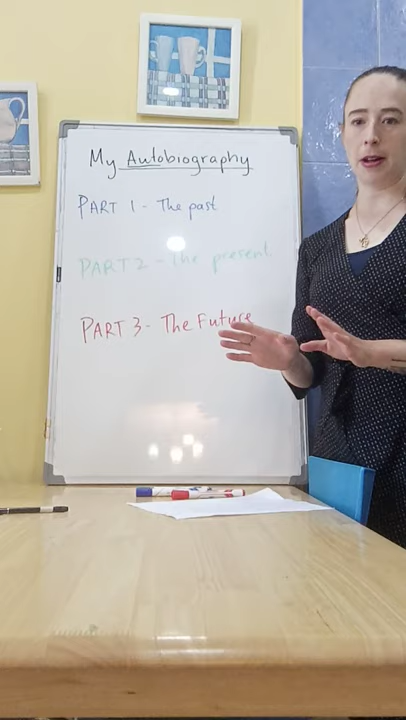 My Autobiography
PART 1 - The past
PART 2 - The present
PART 3 - The Future